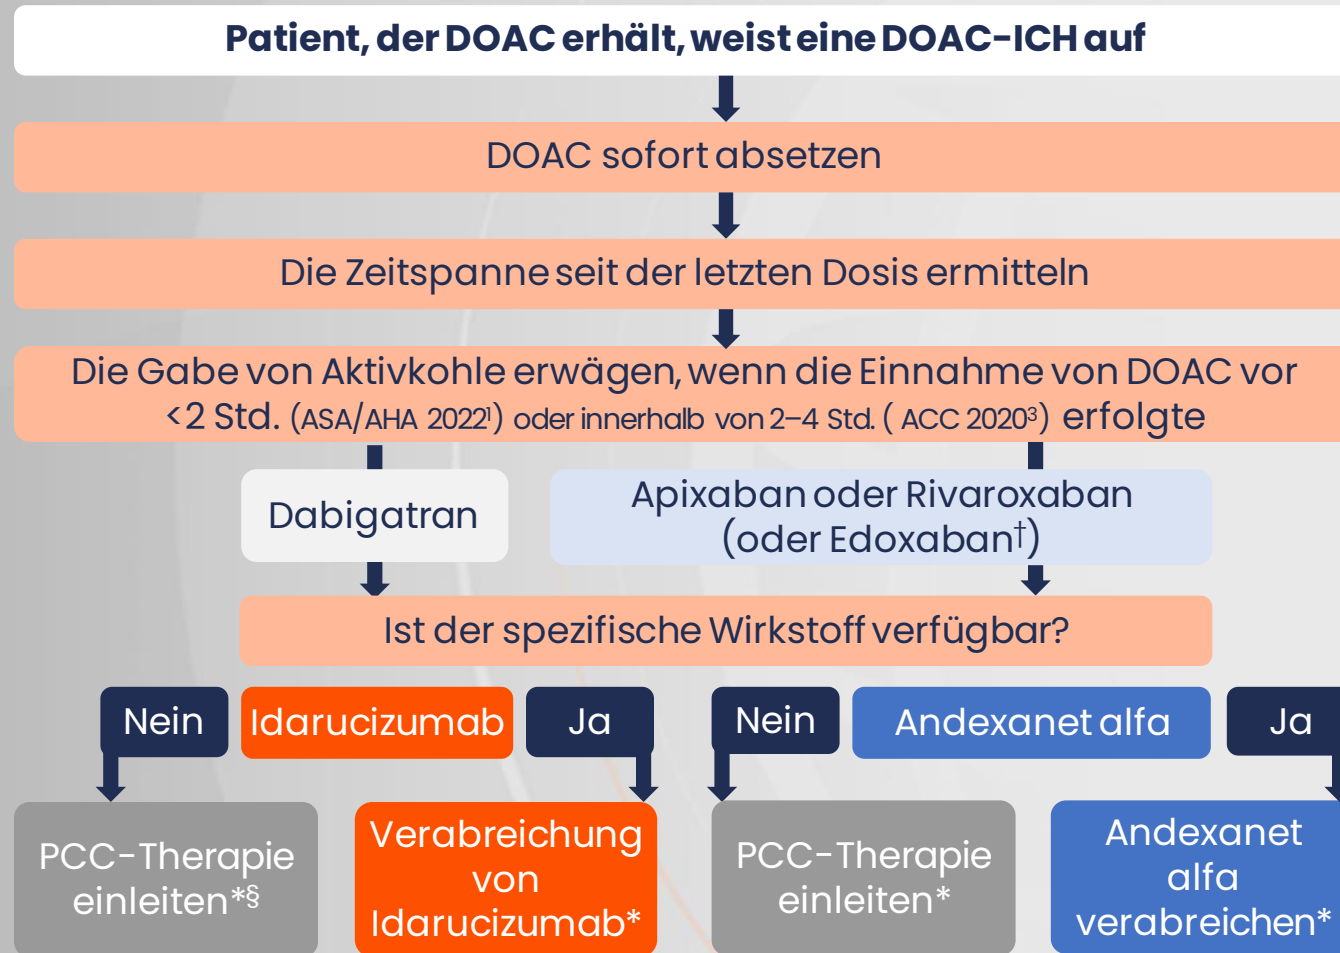 Patient, der DOAC erhält, weist eine DOAC-ICH auf
DOAC sofort absetzen
Die Zeitspanne seit der letzten Dosis ermitteln
Die Gabe von Aktivkohle erwägen, wenn die Einnahme von DOAC vor
<2 Std. (ASA/AHA 2022¹) oder innerhalb von 2–4 Std. ( ACC 2020³) erfolgte
Dabigatran
Apixaban oder Rivaroxaban
(oder Edoxaban†)
Ist der spezifische Wirkstoff verfügbar?
Nein
Idarucizumab
Ja
Nein
Andexanet alfa
Ja
PCC-Therapie
einleiten*§
Verabreichung
von
Idarucizumab*
PCC-Therapie
einleiten*
Andexanet
alfa
verabreichen*